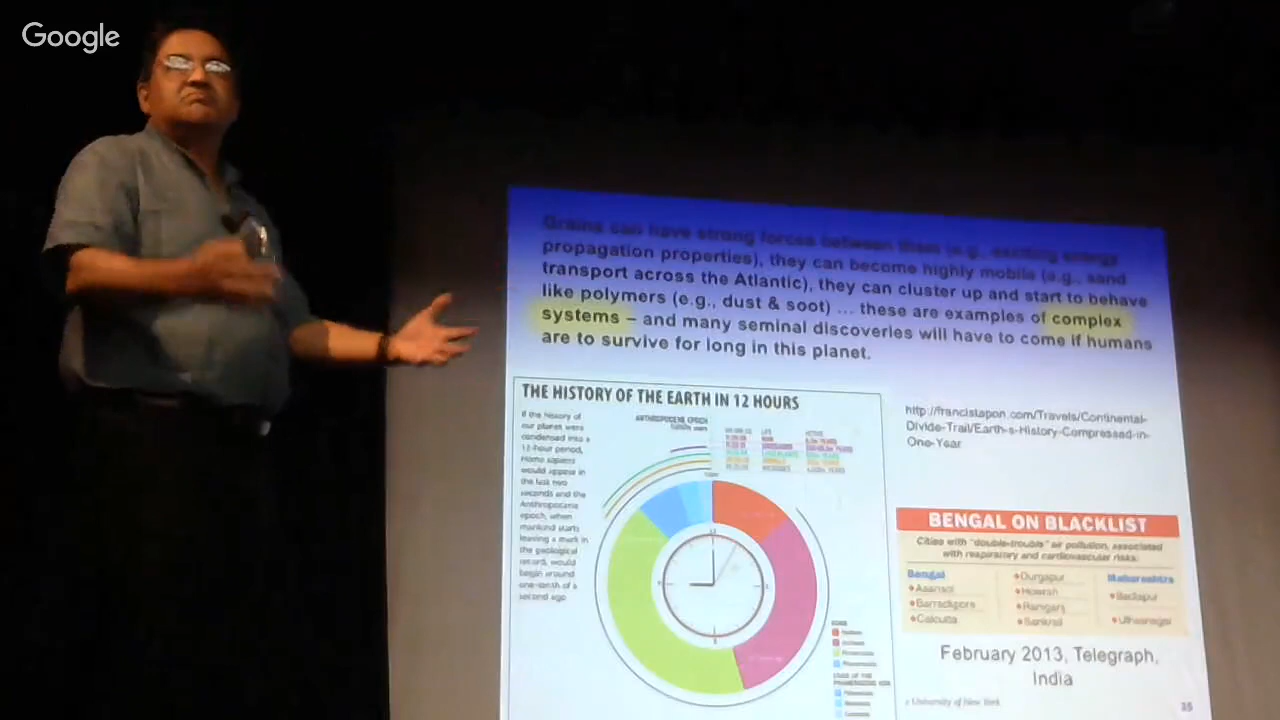 Google
Grains can have strong forces between them (e.g., exciting energy
propagation properties), they can become highly mobile (e.g., sand
transport across the Atlantic), they can cluster up and start to behave
like polymers (e.g., dust & soot) ... these are examples of complex
systems – and many seminal discoveries will have to come if humans
are to survive for long in this planet.
THE HISTORY OF THE EARTH IN 12 HOURS
If the history of
our planet were
condensed into a
12-hour period,
Homo sapiens
would appear in
the last two
seconds and the
Anthropocene
epoch, when
mankind starts
leaving a mark in
the geological
record, would
begin around
one-tenth of a
second ago
ANTHROPOCENE EPOCH
http://francistapon.com/Travels/Continental-
Divide-Trail/Earth-s-History-Compressed-in-
One-Year
BENGAL ON BLACKLIST
Cities with "double-trouble" air pollution, associated
with respiratory and cardiovascular risks:
Bengal
Asansol
Barrackpore
Calcutta
Durgapur
Howrah
Raniganj
Sankrail
Maharashtra
Badlapur
Ulhasnagar
February 2013, Telegraph,
India
University of New York
35